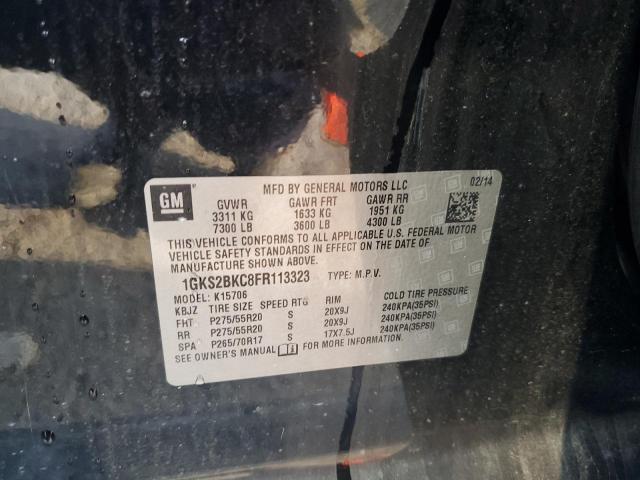 GM
MFD BY GENERAL MOTORS LLC
02/14
GVWR GAWR FRT GAWR RR
3311 KG 1633 KG 1951 KG
7300 LB 3600 LB 4300 LB
THIS VEHICLE CONFORMS TO ALL APPLICABLE U.S. FEDERAL MOTOR
VEHICLE SAFETY STANDARDS IN EFFECT ON THE DATE OF
MANUFACTURE SHOWN ABOVE.
1GKS2BKC8FR113323 TYPE: M.P.V.
MODEL: K15706
KBJZ TIRE SIZE SPEED RTG RIM COLD TIRE PRESSURE
FHT P275/55R20 S 20X9J 240KPA(35PSI)
RR P275/55R20 S 20X9J 240KPA(35PSI)
SPA P265/70R17 S 17X7.5J 240KPA(35PSI)
SEE OWNER'S MANUAL FOR MORE INFORMATION.